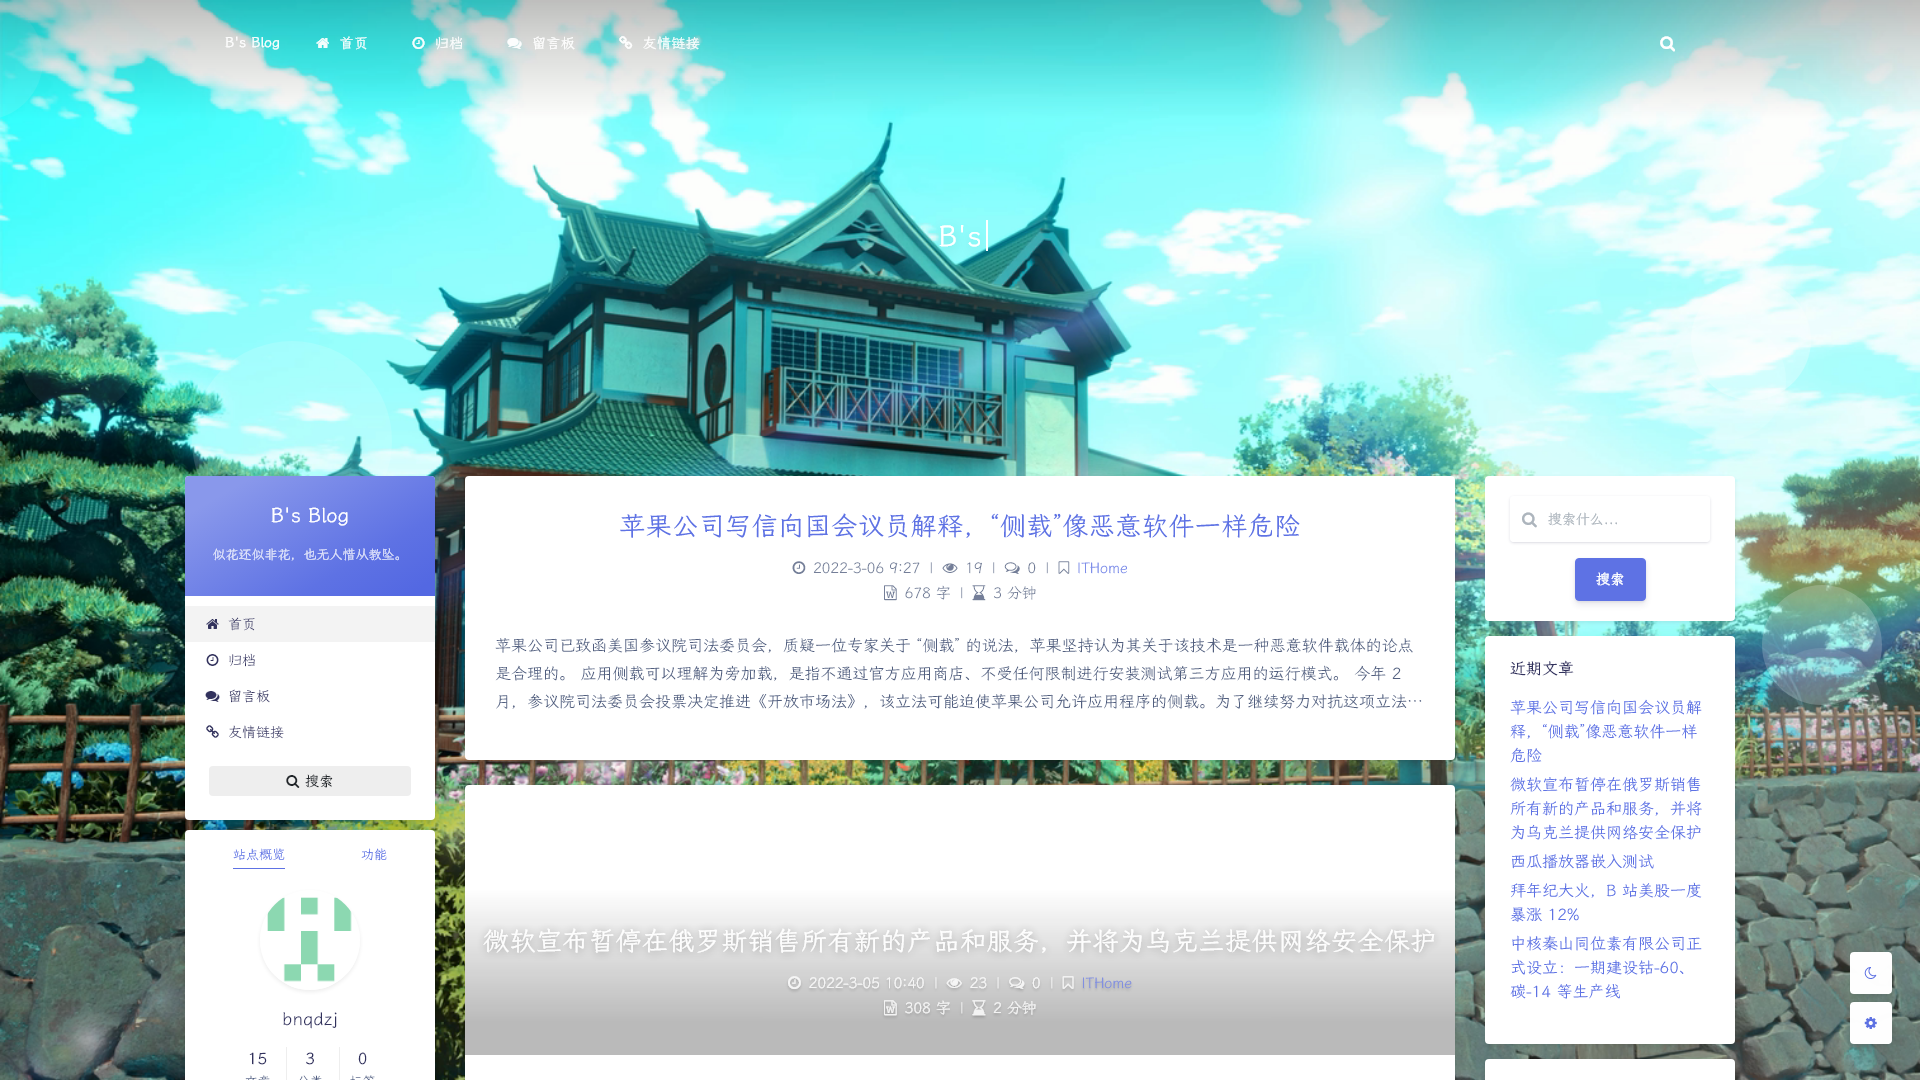 B's Blog
首页
归档
留言板
友情链接
B's
B's Blog
似花还似非花，也无人惜从教坠。
首页
归档
留言板
友情链接
搜索
站点概览
功能
bnqdzj
15
3
0
文章
分类
标签
苹果公司写信向国会议员解释，“侧载”像恶意软件一样危险
2022-3-06 9:27 | 19 | 0 | ITHome
678 字 | 3 分钟
苹果公司已致函美国参议院司法委员会，质疑一位专家关于 “侧载” 的说法，苹果坚持认为其关于该技术是一种恶意软件载体的论点
是合理的。 应用侧载可以理解为旁加载，是指不通过官方应用商店、不受任何限制进行安装测试第三方应用的运行模式。 今年 2
月，参议院司法委员会投票决定推进《开放市场法》，该立法可能迫使苹果公司允许应用程序的侧载。为了继续努力对抗这项立法…
微软宣布暂停在俄罗斯销售所有新的产品和服务，并将为乌克兰提供网络安全保护
2022-3-05 10:40 | 23 | 0 | ITHome
308 字 | 2 分钟
搜索什么...
搜索
近期文章
苹果公司写信向国会议员解
释，“侧载”像恶意软件一样
危险
微软宣布暂停在俄罗斯销售
所有新的产品和服务，并将
为乌克兰提供网络安全保护
西瓜播放器嵌入测试
拜年纪大火，B 站美股一度
暴涨 12%
中核秦山同位素有限公司正
式设立：一期建设钴-60、
碳-14 等生产线